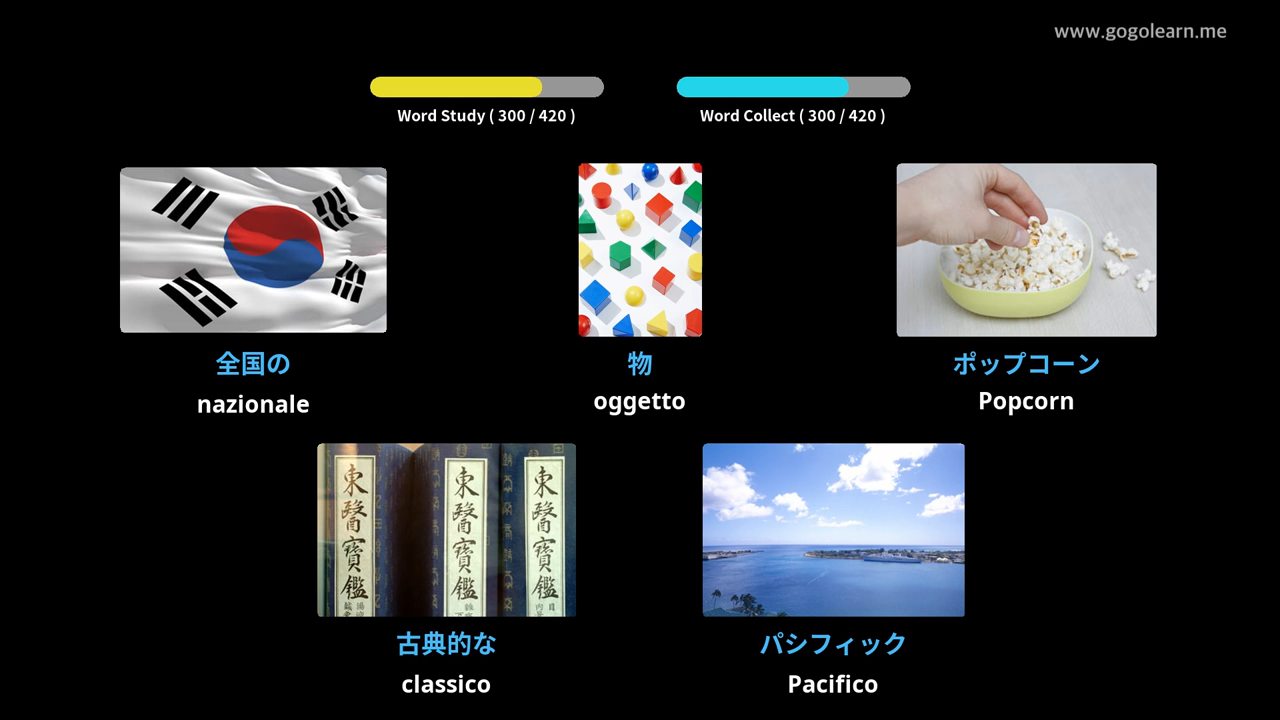 www.gogolearn.me
Word Study ( 300 / 420 )
Word Collect ( 300 / 420 )
全国の
nazionale
物
oggetto
ポップコーン
Popcorn
東醫寶鑑
東醫寶鑑
東醫寶鑑
古典的な
classico
パシフィック
Pacifico